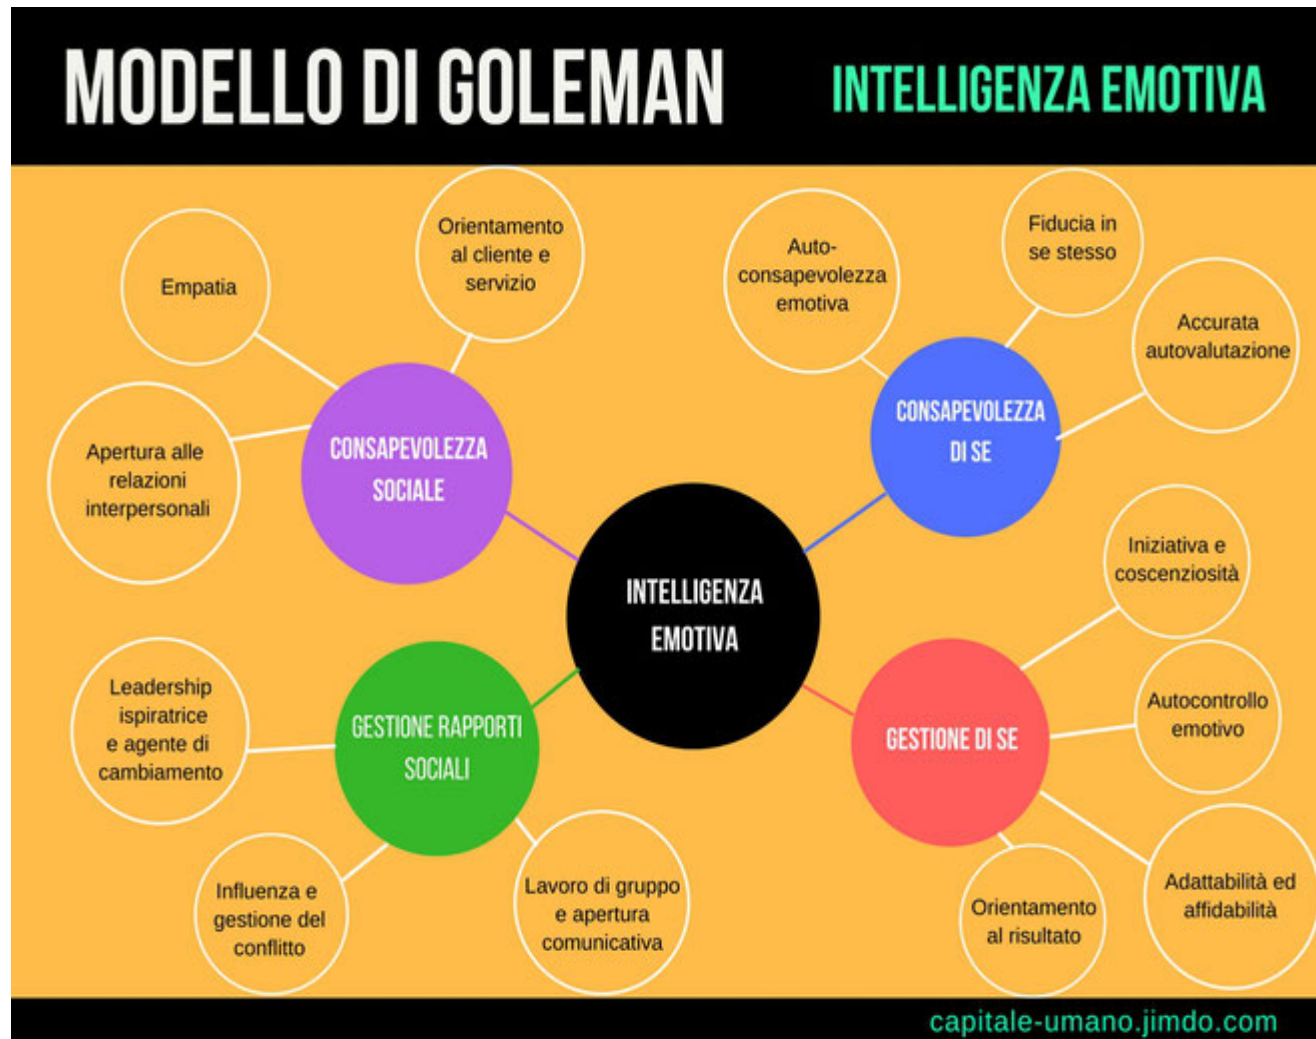 MODELLO DI GOLEMAN
INTELLIGENZA EMOTIVA
Empatia
Orientamento
al cliente e
servizio
Apertura alle
relazioni
interpersonali
CONSAPEVOLEZZA
SOCIALE
Auto-
consapevolezza
emotiva
Fiducia in
se stesso
Accurata
autovalutazione
CONSAPEVOLEZZA
DI SE
INTELLIGENZA
EMOTIVA
Leadership
ispiratrice
e agente di
cambiamento
GESTIONE RAPPORTI
SOCIALI
Influenza e
gestione del
conflitto
Lavoro di gruppo
e apertura
comunicativa
Iniziativa e
coscenziosità
Autocontrollo
emotivo
GESTIONE DI SE
Adattabilità ed
affidabilità
Orientamento
al risultato
capitale-umano.jimdo.com